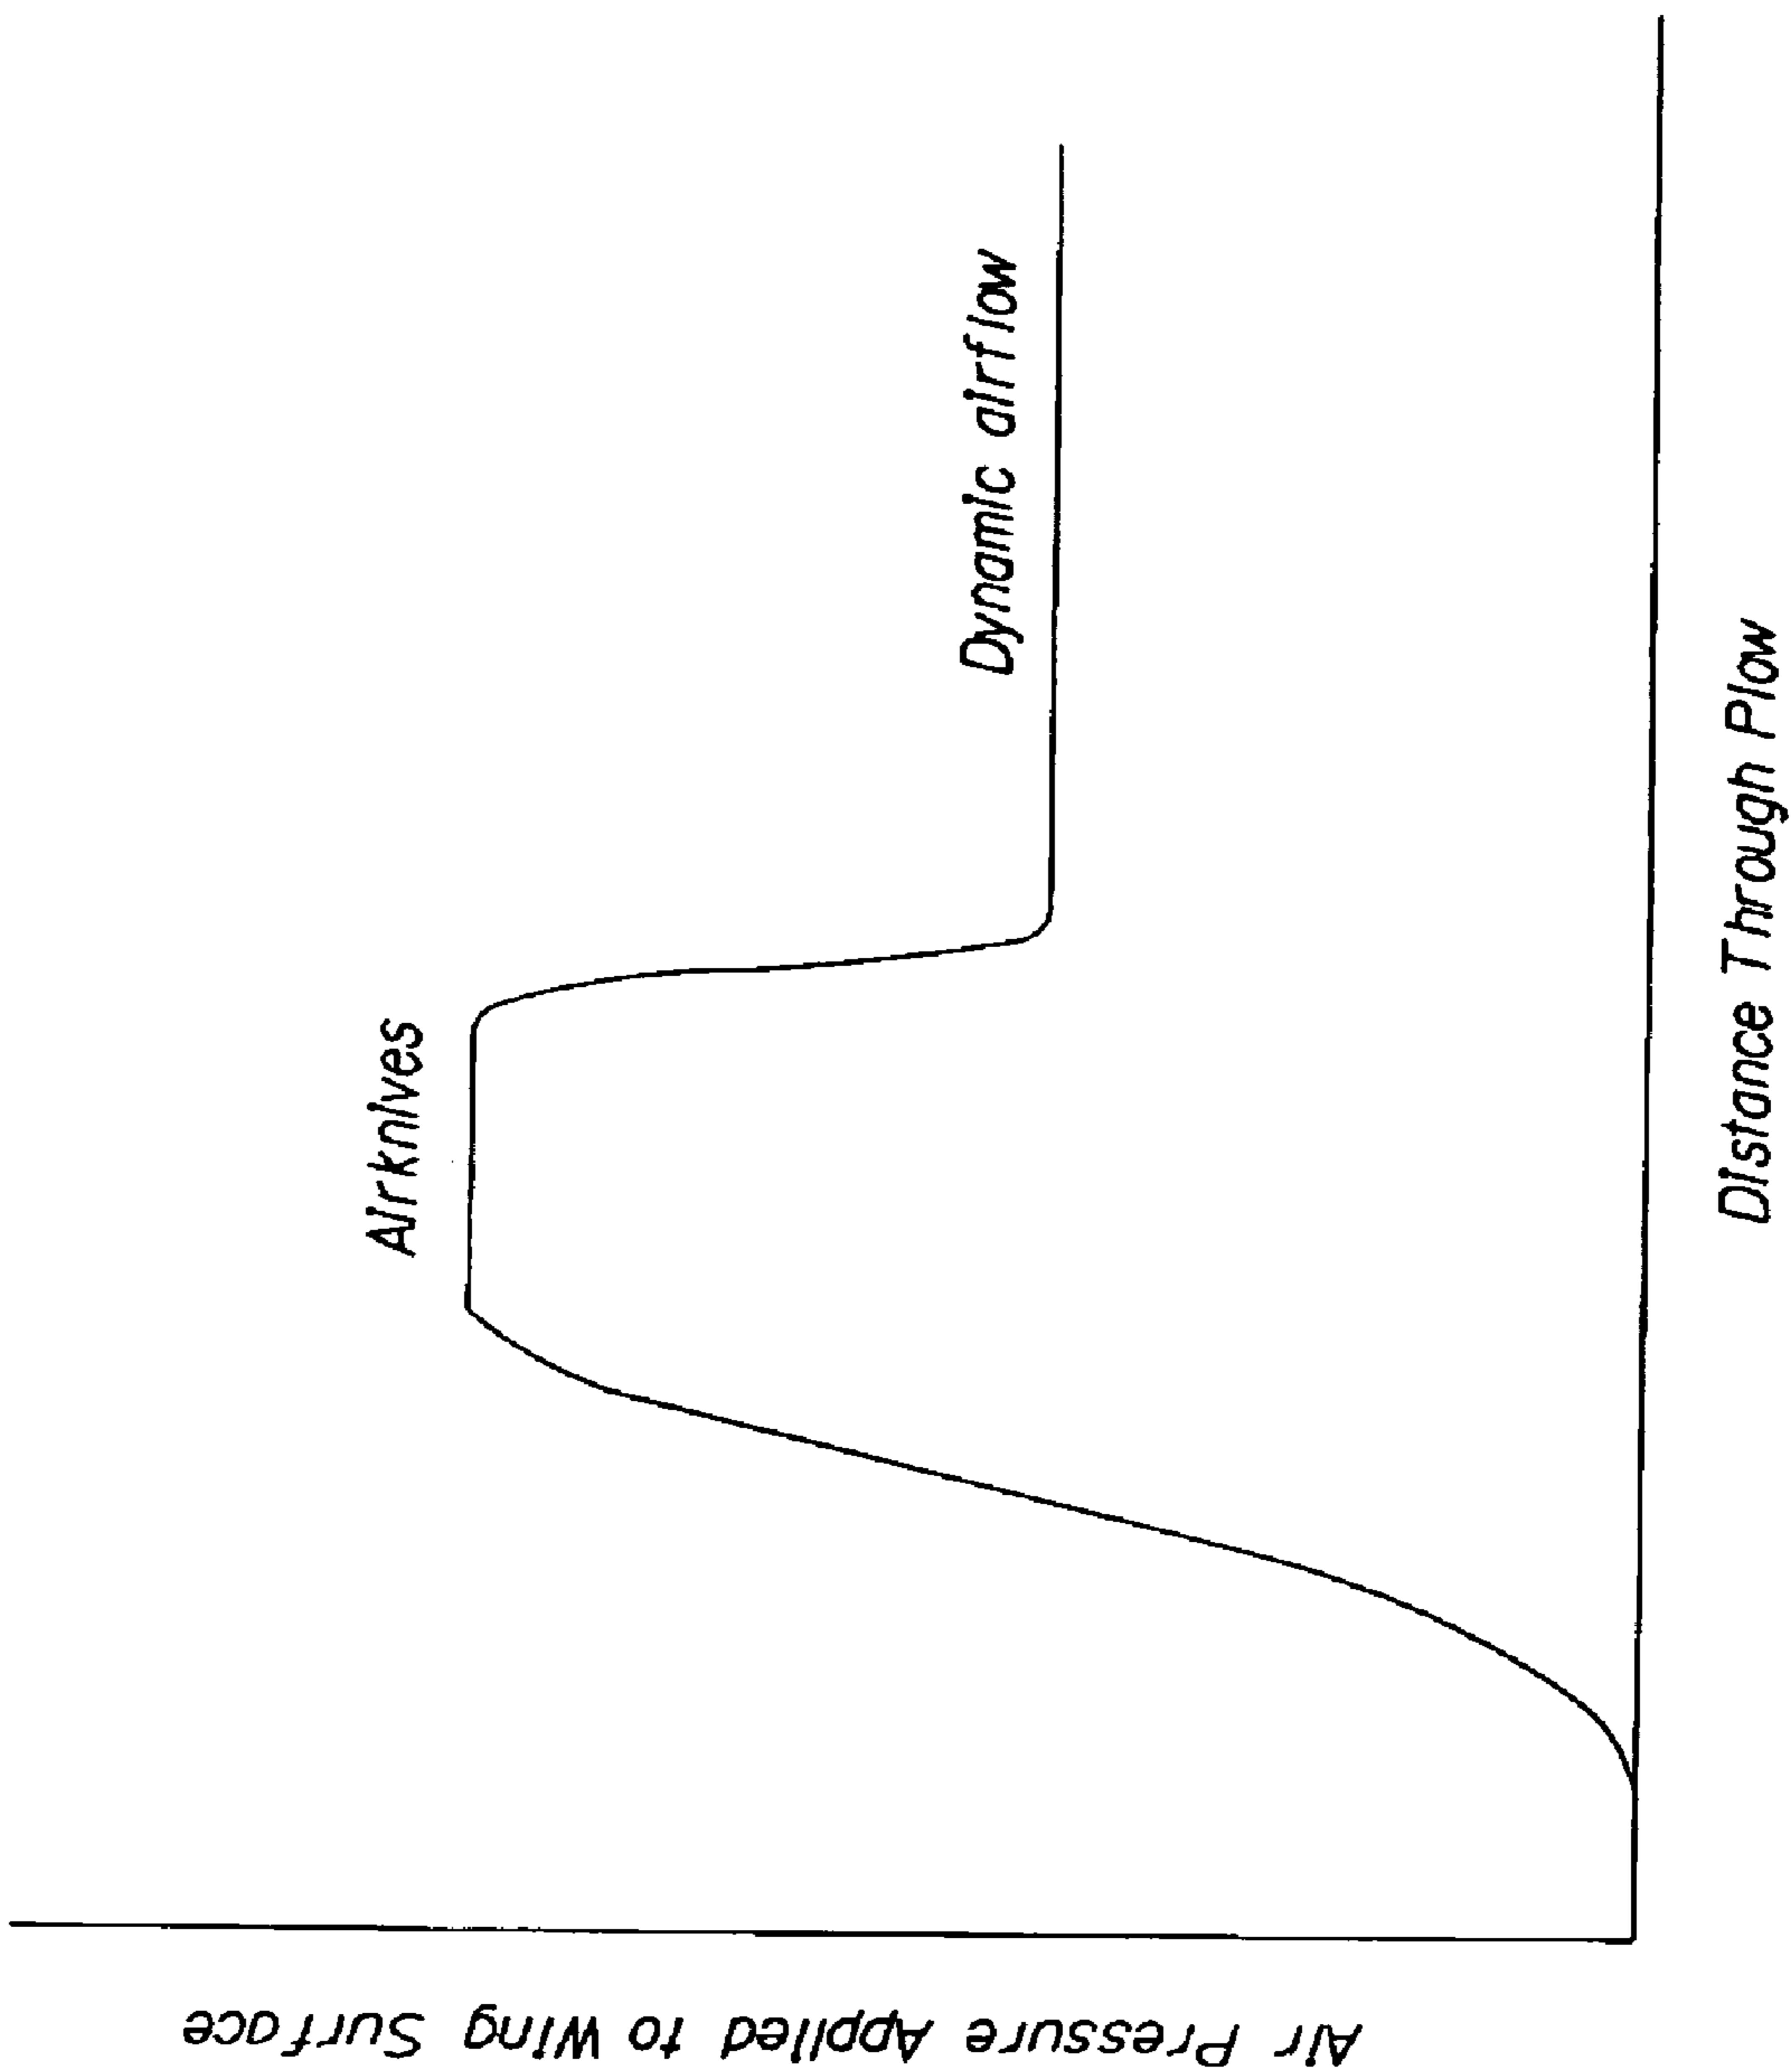 Air Pressure Applied to Wing Surface
Airknives
Dynamic airflow
Distance Through Plow